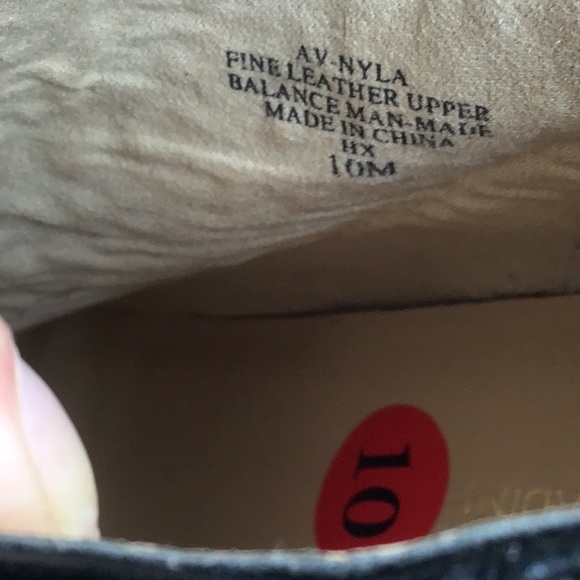 AV-NYLA
FINE LEATHER UPPER
BALANCE MAN-MADE
MADE IN CHINA
HX
10M
10